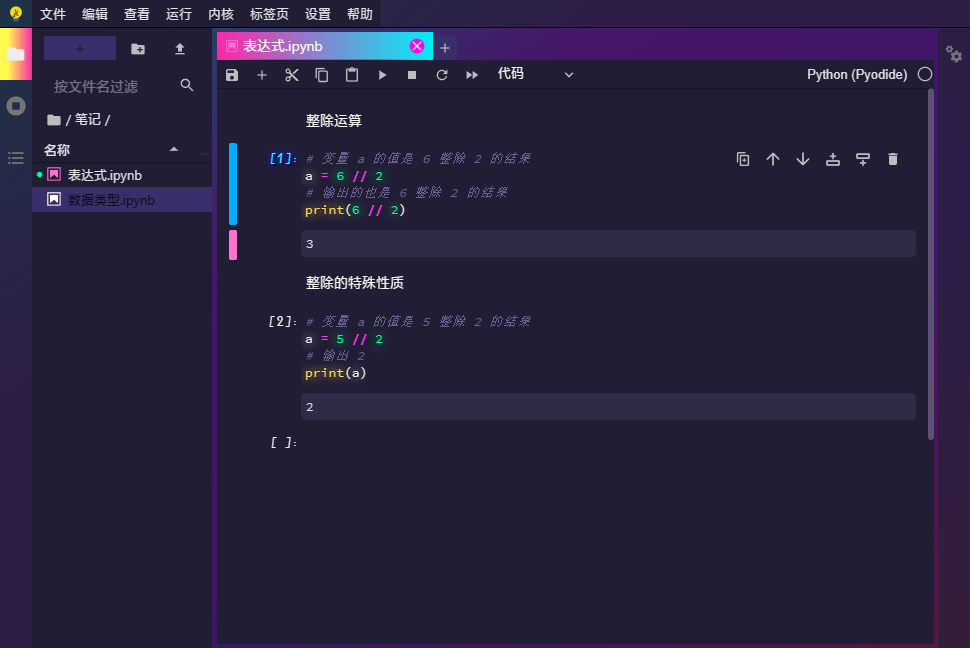 文件 编辑 查看 运行 内核 标签页 设置 帮助
按文件名过滤
/ 笔记 /
名称
表达式.ipynb
数据类型.ipynb
表达式.ipynb
代码
Python (Pyodide)
整除运算
[1]: # 变量 a 的值是 6 整除 2 的结果
a = 6 // 2
# 输出的也是 6 整除 2 的结果
print(6 // 2)
3
整除的特殊性质
[2]: # 变量 a 的值是 5 整除 2 的结果
a = 5 // 2
# 输出 2
print(a)
2
[ ]: